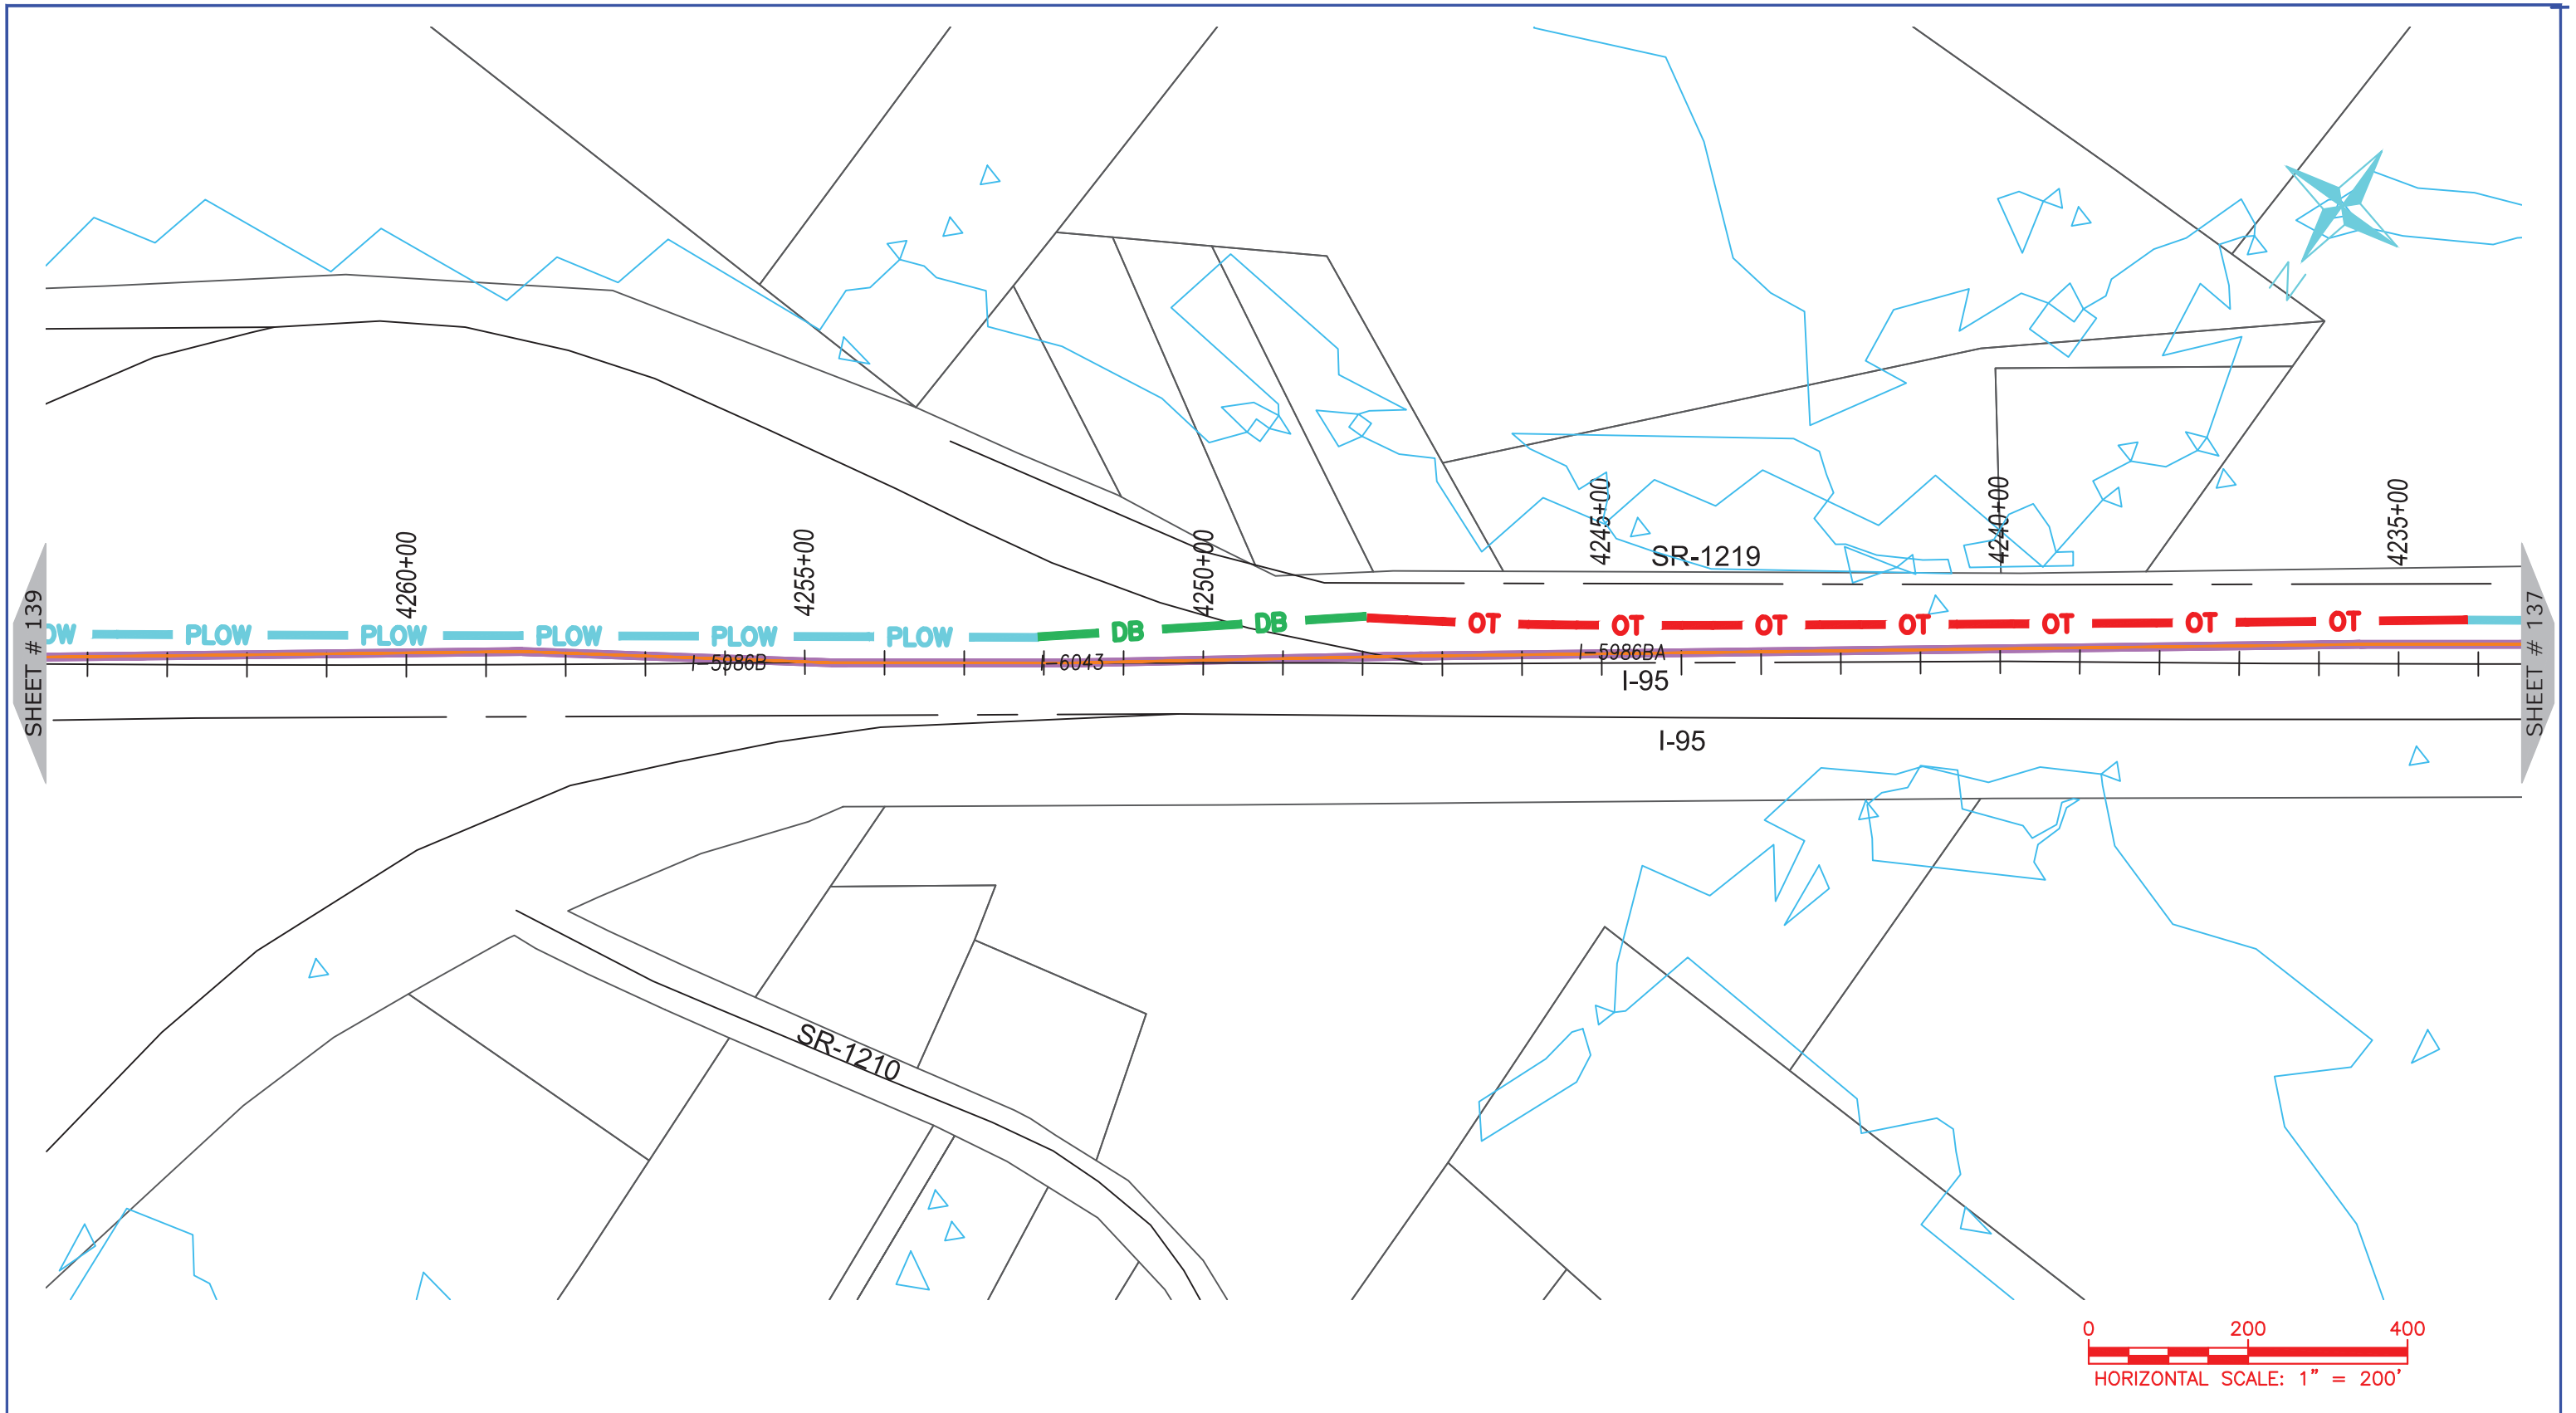 N
SHEET # 139
4260+00
4255+00
4250+00
4245+00
4240+00
4235+00
SHEET # 137
SR-1219
OW PLOW PLOW PLOW PLOW PLOW DB DB OT OT OT OT OT OT OT
I-5986B
I-6043
I-5986BA
I-95
I-95
SR-1210
0 200 400
HORIZONTAL SCALE: 1" = 200'